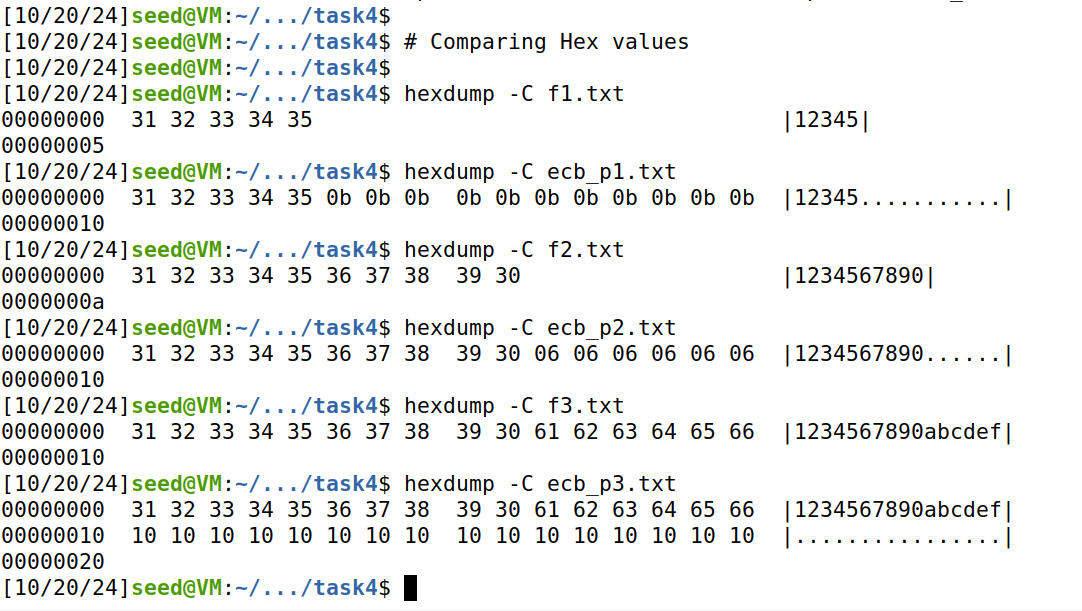 [10/20/24]seed@VM:~/.../task4$
[10/20/24]seed@VM:~/.../task4$ # Comparing Hex values
[10/20/24]seed@VM:~/.../task4$
[10/20/24]seed@VM:~/.../task4$ hexdump -C f1.txt
00000000  31 32 33 34 35                                    |12345|
00000005
[10/20/24]seed@VM:~/.../task4$ hexdump -C ecb_p1.txt
00000000  31 32 33 34 35 0b 0b 0b  0b 0b 0b 0b 0b 0b 0b 0b  |12345...........|
00000010
[10/20/24]seed@VM:~/.../task4$ hexdump -C f2.txt
00000000  31 32 33 34 35 36 37 38  39 30                    |1234567890|
0000000a
[10/20/24]seed@VM:~/.../task4$ hexdump -C ecb_p2.txt
00000000  31 32 33 34 35 36 37 38  39 30 06 06 06 06 06 06  |1234567890......|
00000010
[10/20/24]seed@VM:~/.../task4$ hexdump -C f3.txt
00000000  31 32 33 34 35 36 37 38  39 30 61 62 63 64 65 66  |1234567890abcdef|
00000010
[10/20/24]seed@VM:~/.../task4$ hexdump -C ecb_p3.txt
00000000  31 32 33 34 35 36 37 38  39 30 61 62 63 64 65 66  |1234567890abcdef|
00000010  10 10 10 10 10 10 10 10  10 10 10 10 10 10 10 10  |................|
00000020
[10/20/24]seed@VM:~/.../task4$